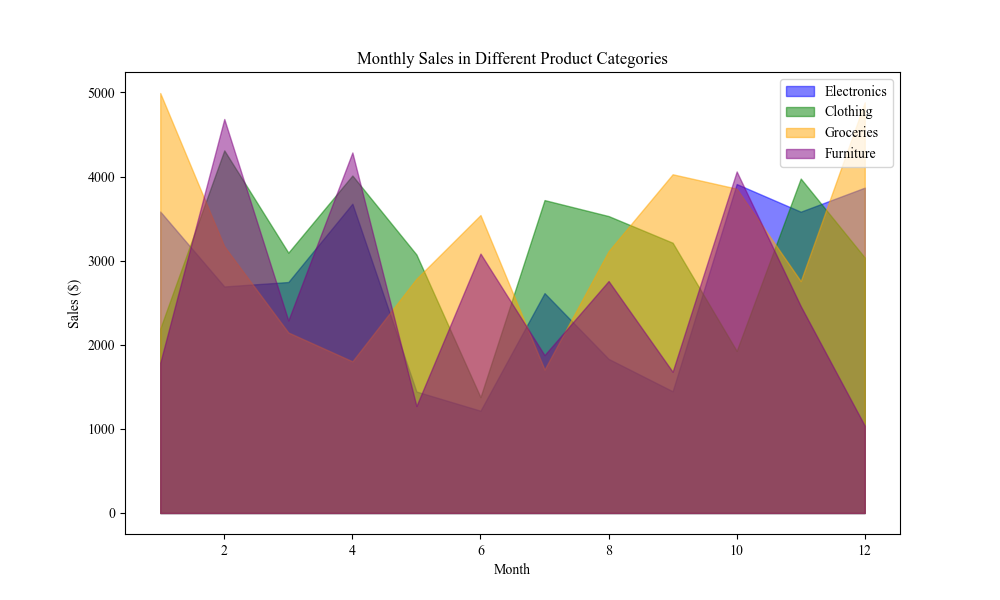 Monthly Sales in Different Product Categories
Electronics
Clothing
Groceries
Furniture
Sales ($)
5000
4000
3000
2000
1000
0
2 4 6 8 10 12
Month